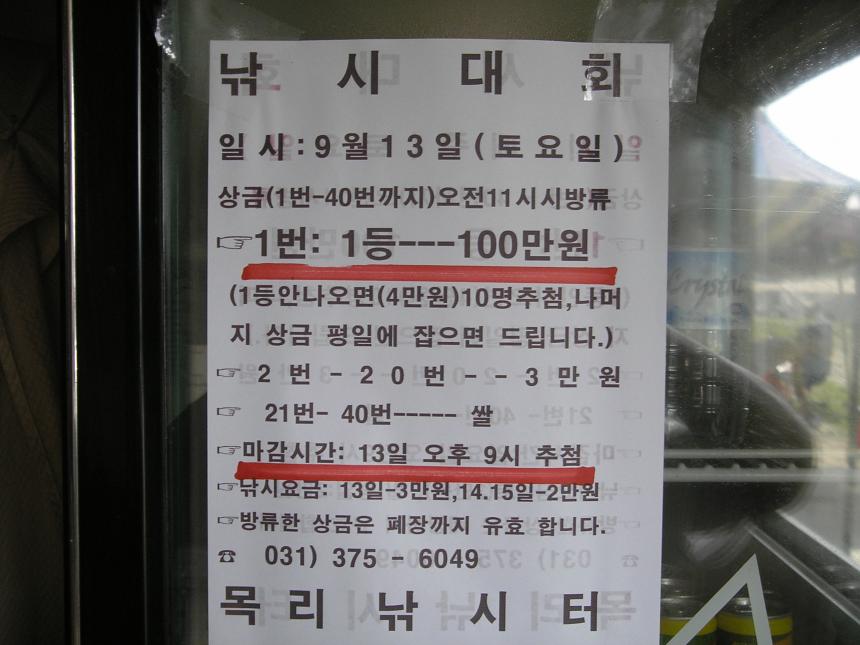 낚 시 대 회
일 시 : 9 월 1 3 일 ( 토 요 일 )
상금(1번-40번까지)오전11시시방류
☞1번: 1등---100만원
(1등안나오면(4만원)10명추첨,나머
지 상금 평일에 잡으면 드립니다.)
☞ 2 번 - 2 0 번 - - 3 만 원
☞ 21번- 40번----- 쌀
☞마감시간: 13일 오후 9시 추첨
☞낚시요금: 13일-3만원,14.15일-2만원
☞방류한 상금은 폐장까지 유효 합니다.
☎ 031) 375 - 6049
목 리 낚 시 터
Crystal